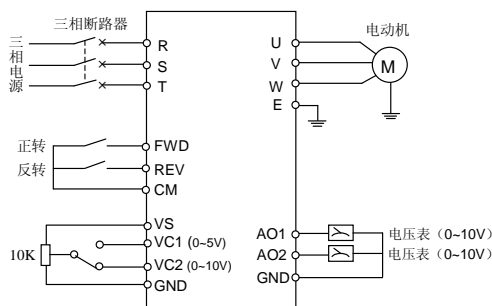 三相断路器
三相电源
R
S
T
正转
反转
FWD
REV
CM
10K
VS
VC1 (0~5V)
VC2 (0~10V)
GND
电动机
U
V
W
E
M
AO1
AO2
GND
电压表（0~10V）
电压表（0~10V）